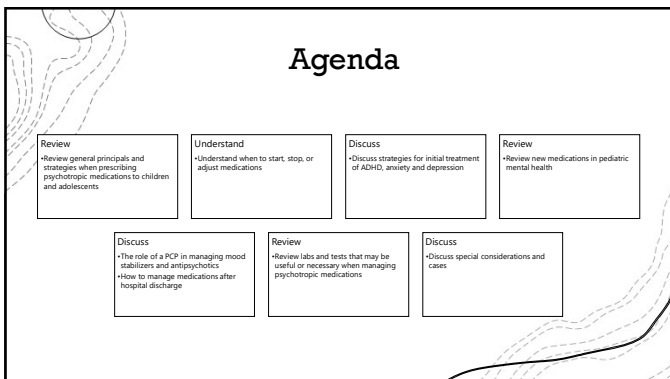 Agenda
Review
•Review general principals and
strategies when prescribing
psychotropic medications to children
and adolescents
Understand
•Understand when to start, stop, or
adjust medications
Discuss
•Discuss strategies for initial treatment
of ADHD, anxiety and depression
Review
•Review new medications in pediatric
mental health
Discuss
•The role of a PCP in managing mood
stabilizers and antipsychotics
•How to manage medications after
hospital discharge
Review
•Review labs and tests that may be
useful or necessary when managing
psychotropic medications
Discuss
•Discuss special considerations and
cases